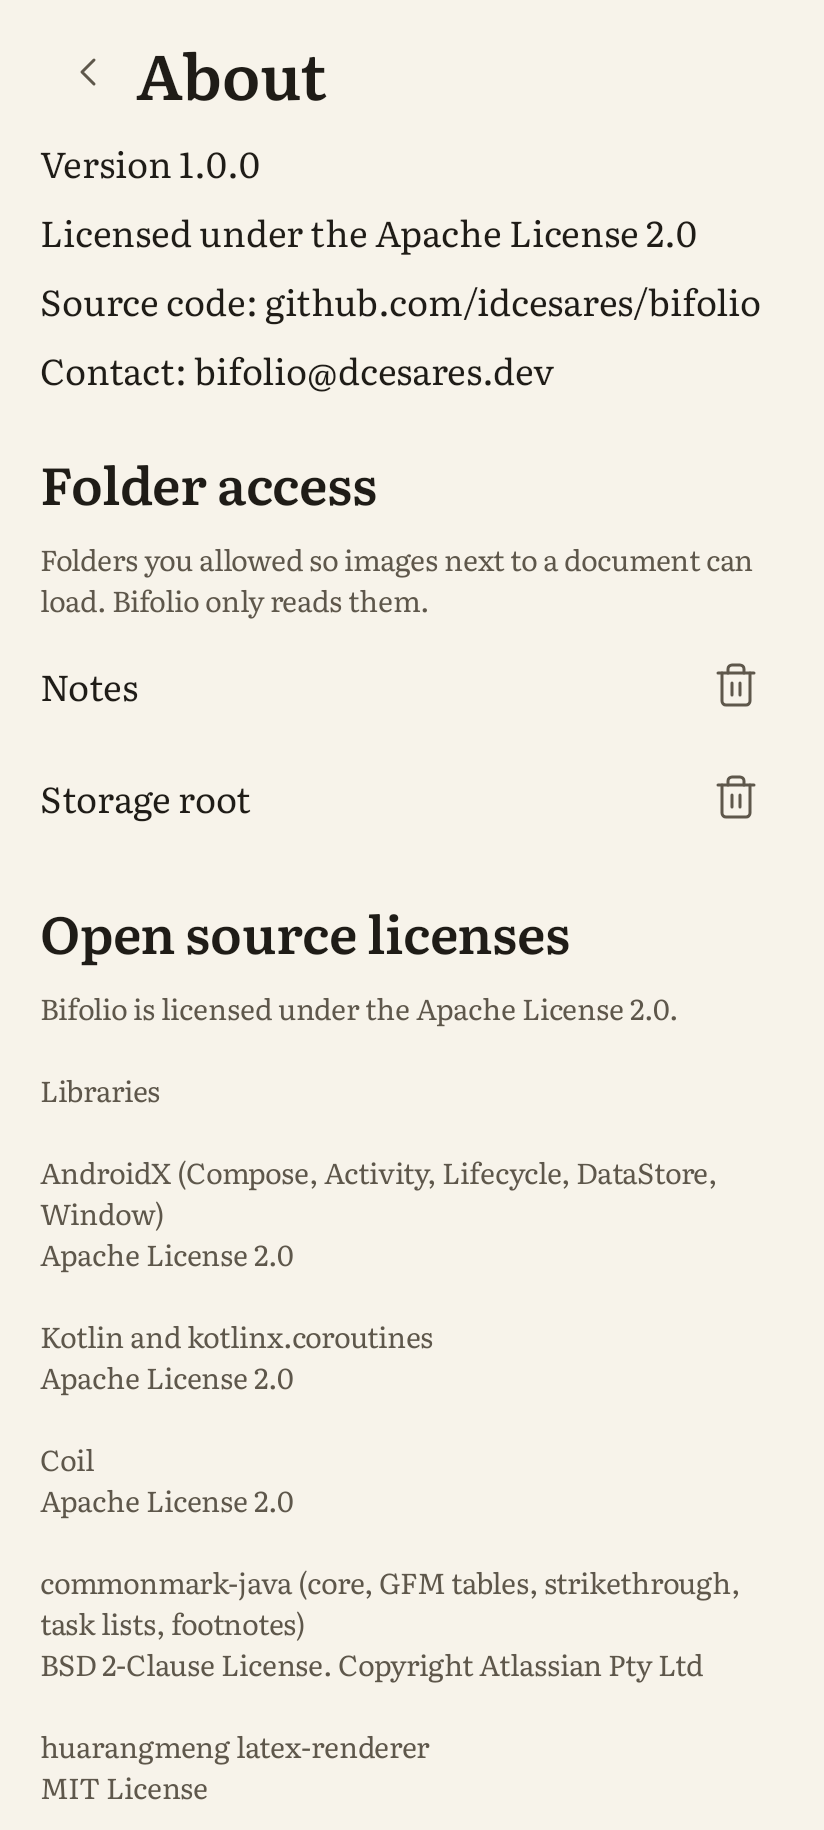 About
Version 1.0.0
Licensed under the Apache License 2.0
Source code: github.com/idcesares/bifolio
Contact: bifolio@dcesares.dev
Folder access
Folders you allowed so images next to a document can
load. Bifolio only reads them.
Notes
Storage root
Open source licenses
Bifolio is licensed under the Apache License 2.0.
Libraries
AndroidX (Compose, Activity, Lifecycle, DataStore,
Window)
Apache License 2.0
Kotlin and kotlinx.coroutines
Apache License 2.0
Coil
Apache License 2.0
commonmark-java (core, GFM tables, strikethrough,
task lists, footnotes)
BSD 2-Clause License. Copyright Atlassian Pty Ltd
huarangmeng latex-renderer
MIT License